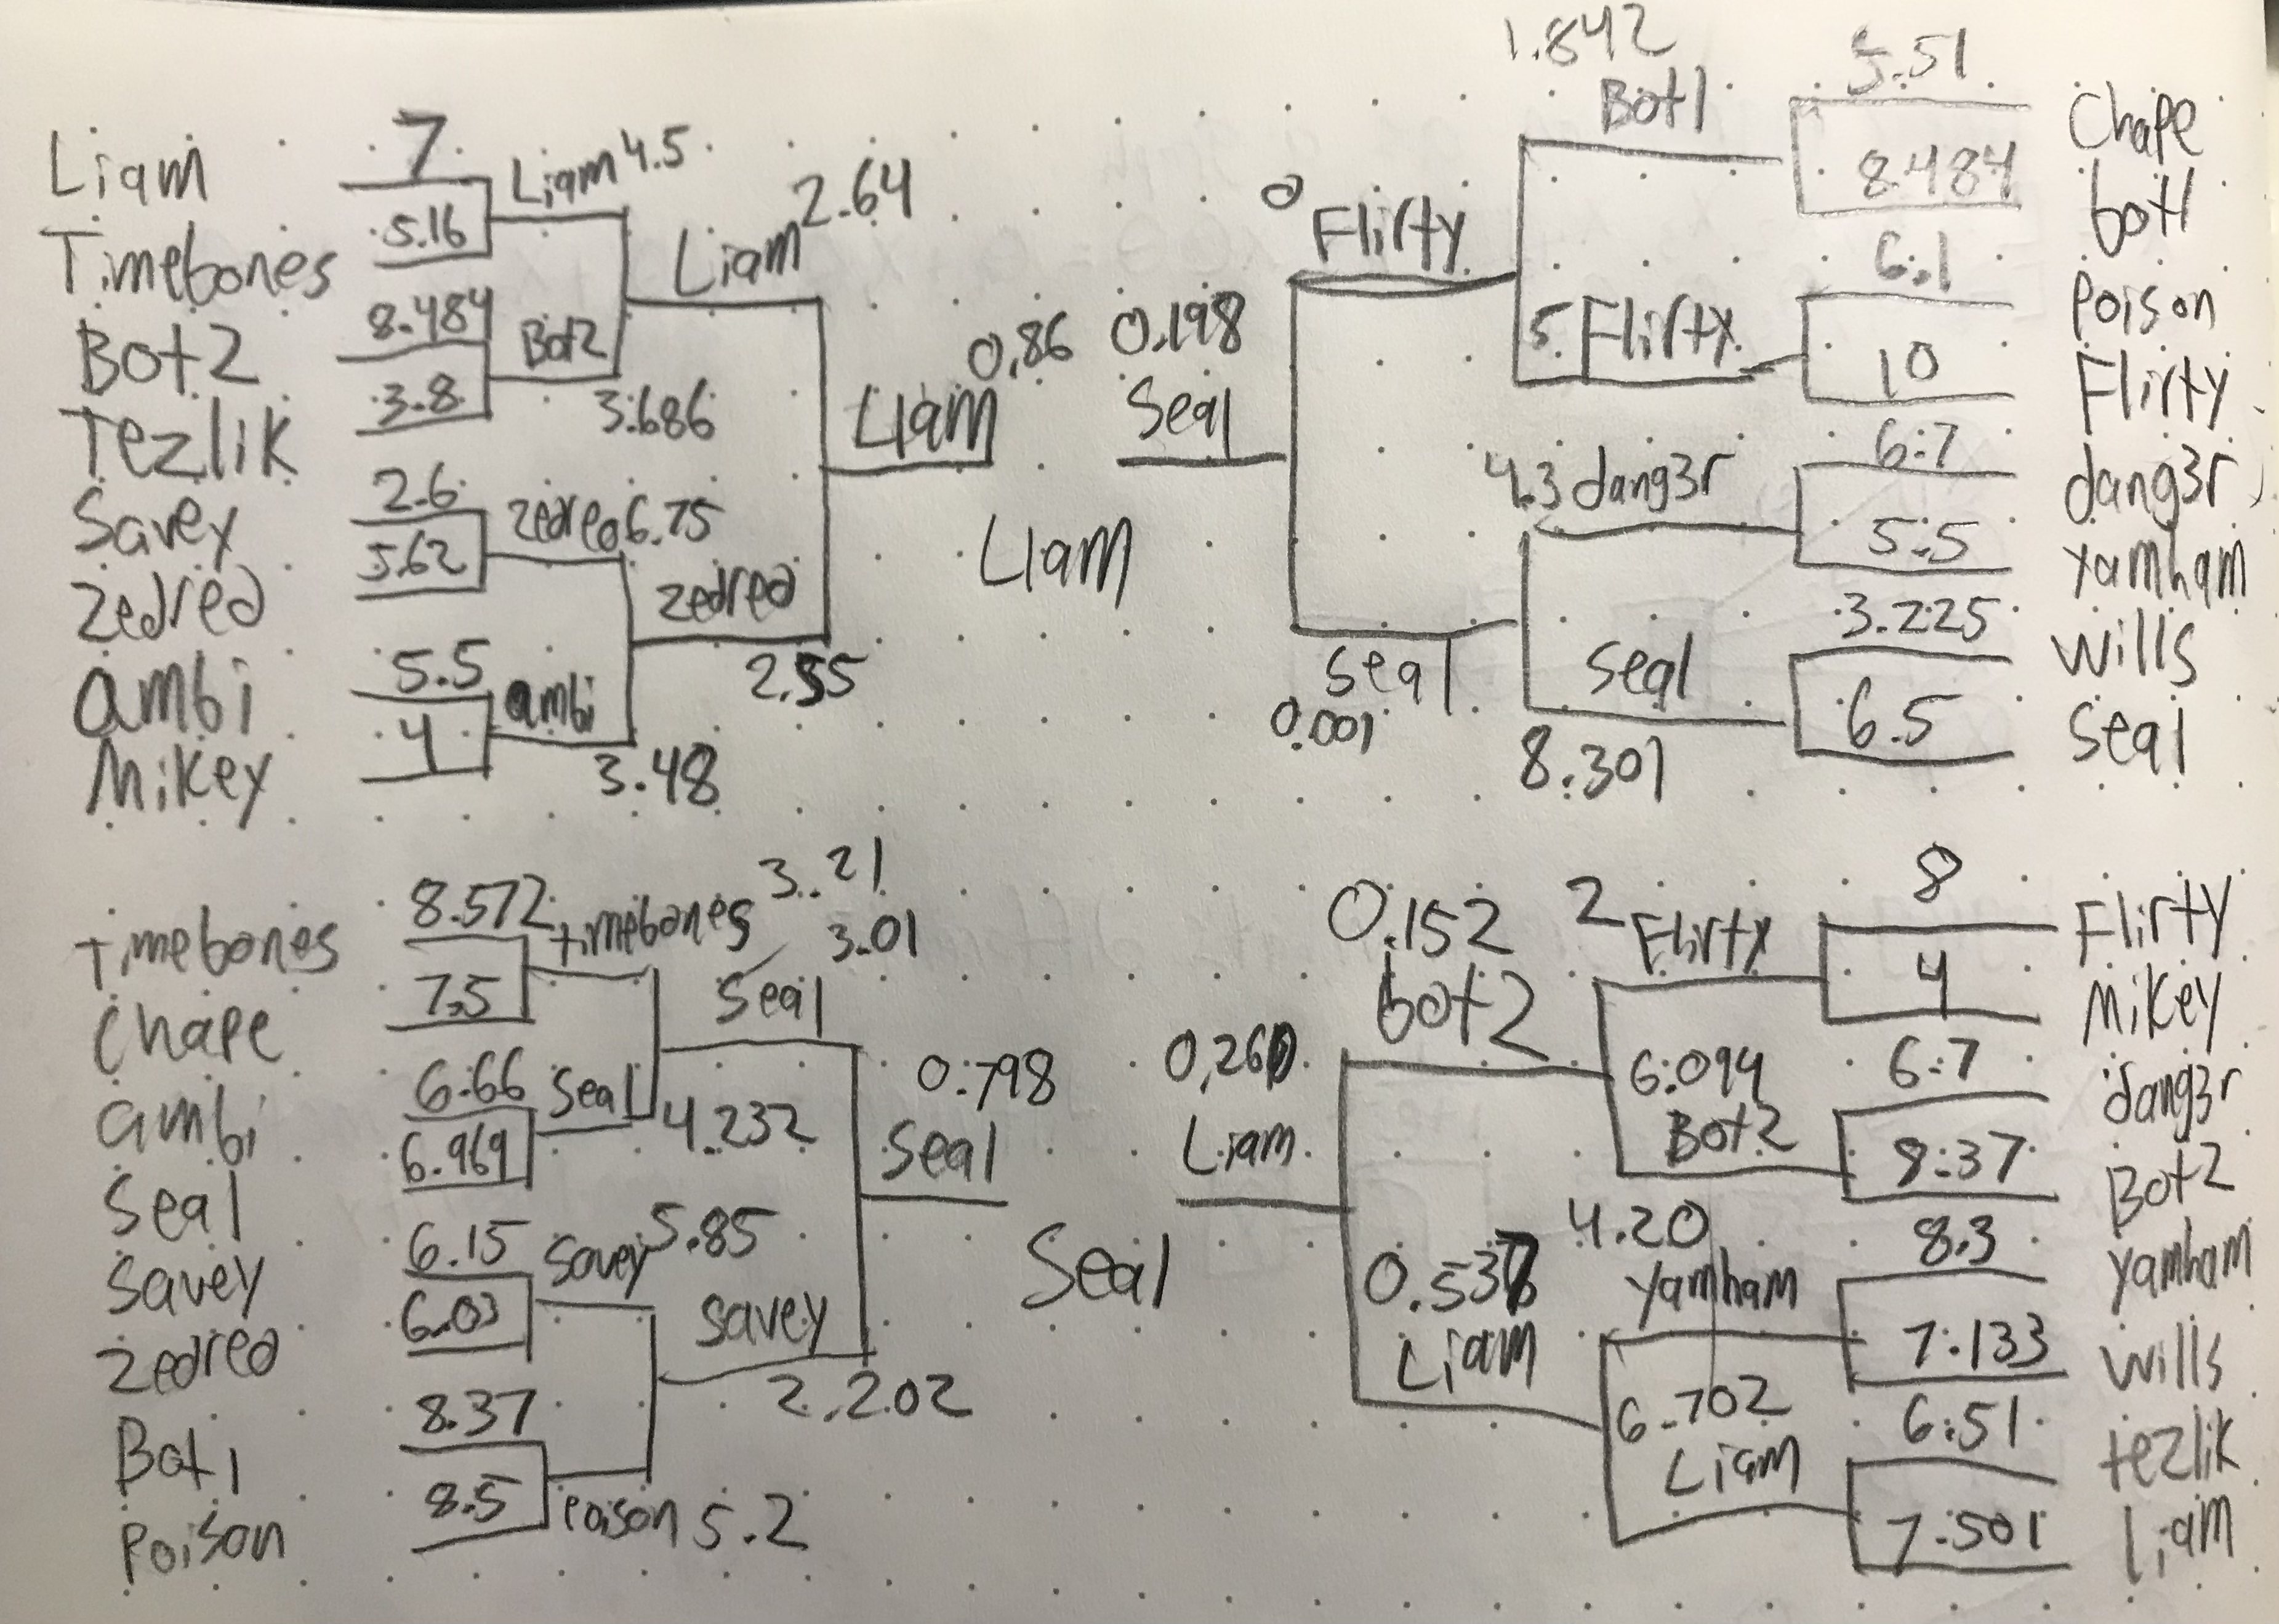 Liam
7
Liam 4.5
5.16
Timebones
8.484
Bot2
Bot2
3.8
3.686
Tezlik
Liam 2.64
Savey
2.6
zedred 6.75
5.62
zedred
zedred
2.55
ambi
5.5
ambi
4
3.48
Mikey
Liam 0.86
Liam
0.198
Seal
0
Flirty
Seal
0.001
1.842
Bot1
5. Flirty
4.3 dang3r
Seal
8.301
5.51
Chape
8.484
bot1
6.1
Poison
10
Flirty
6.7
dang3r
5.5
yamham
3.225
wills
6.5
Seal
timebones
8.572
timebones 3.21
7.5
Chape
Seal 3.01
ambi
6.66
Seal
4.232
6.969
Seal
Savey
6.15
Savey 5.85
6.03
zedred
Savey
2.202
Bot1
8.37
8.5
Poison 5.2
Poison
0.798
Seal
Seal
Liam
0.152
bot2
Liam
2 Flirty
6.094
Bot2
4.20
yamham
6.702
Liam
8
Flirty
4
Mikey
6.7
dang3r
8.37
Bot2
8.3
yamham
7.133
wills
6.51
tezlik
7.501
Liam